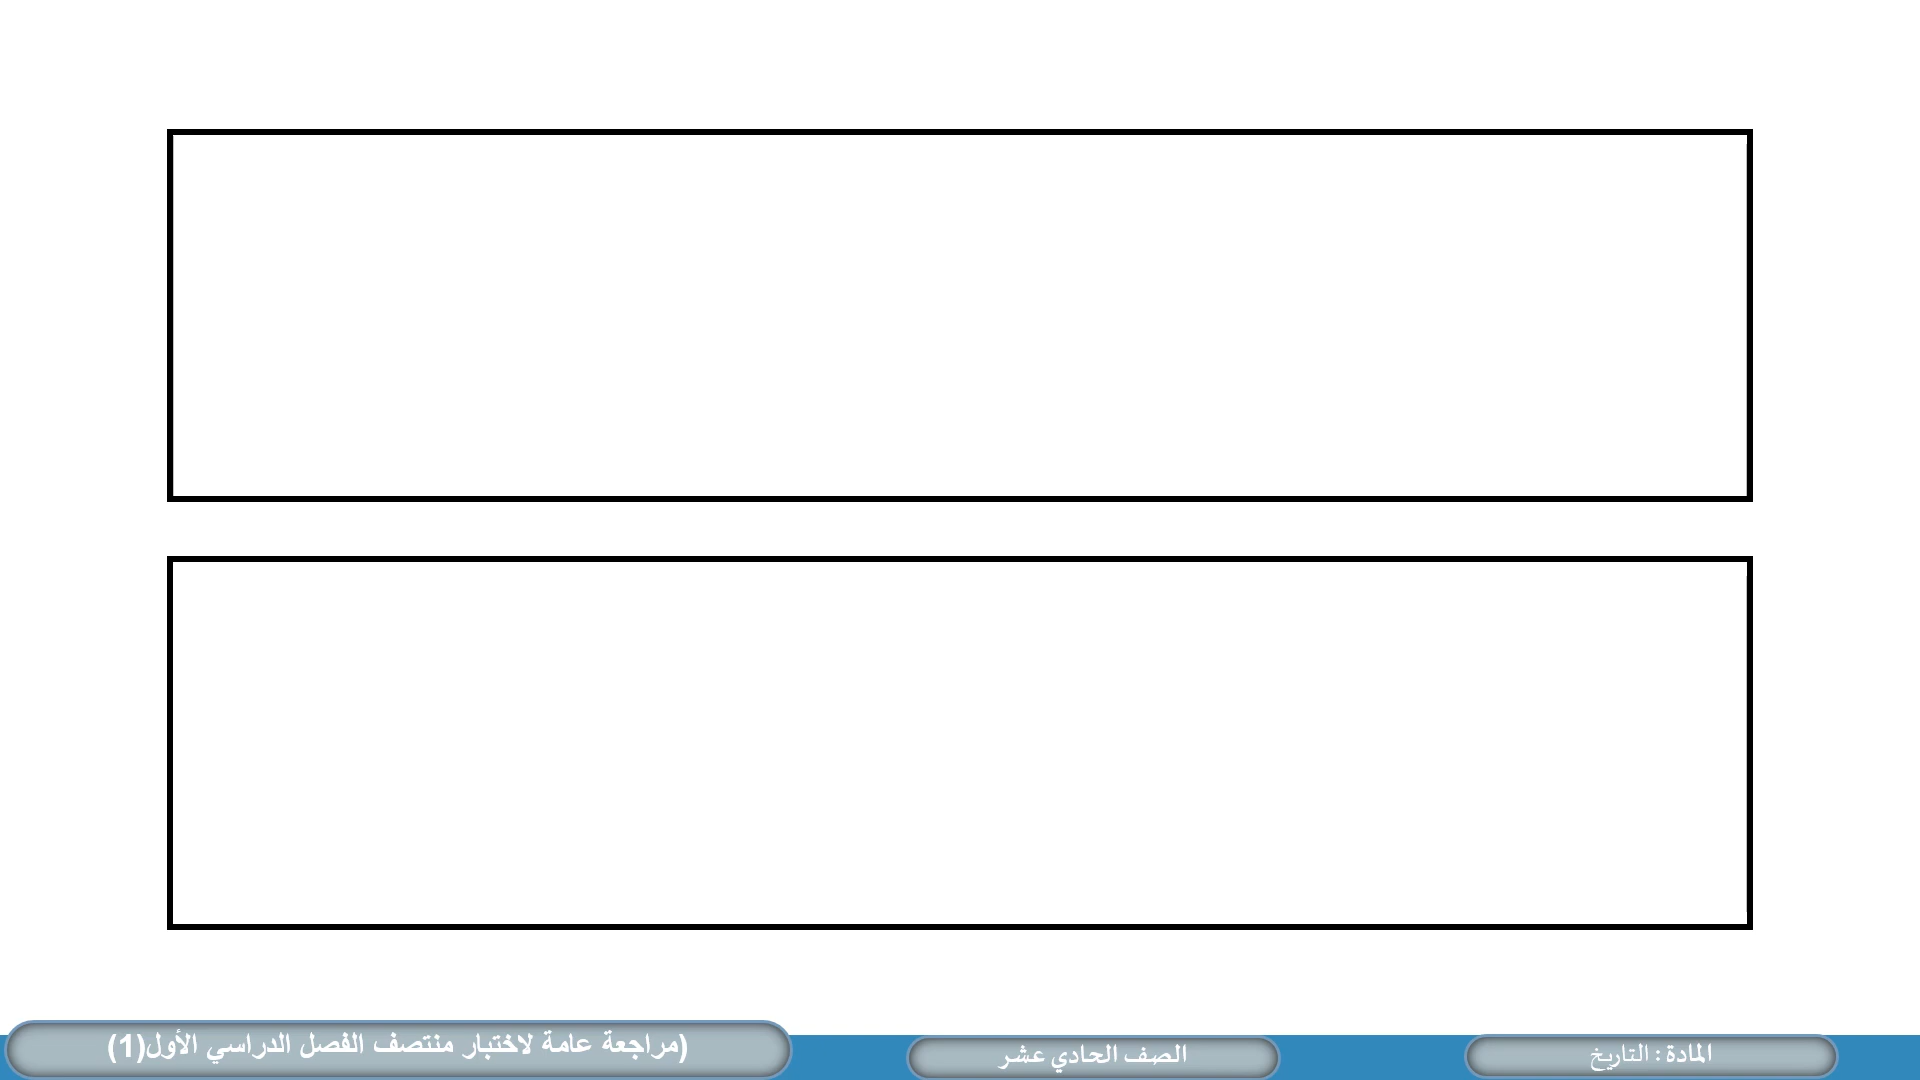 المادة : التاريخ
الصف الحادي عشر
(مراجعة عامة لاختبار منتصف الفصل الدراسي الأول(1)